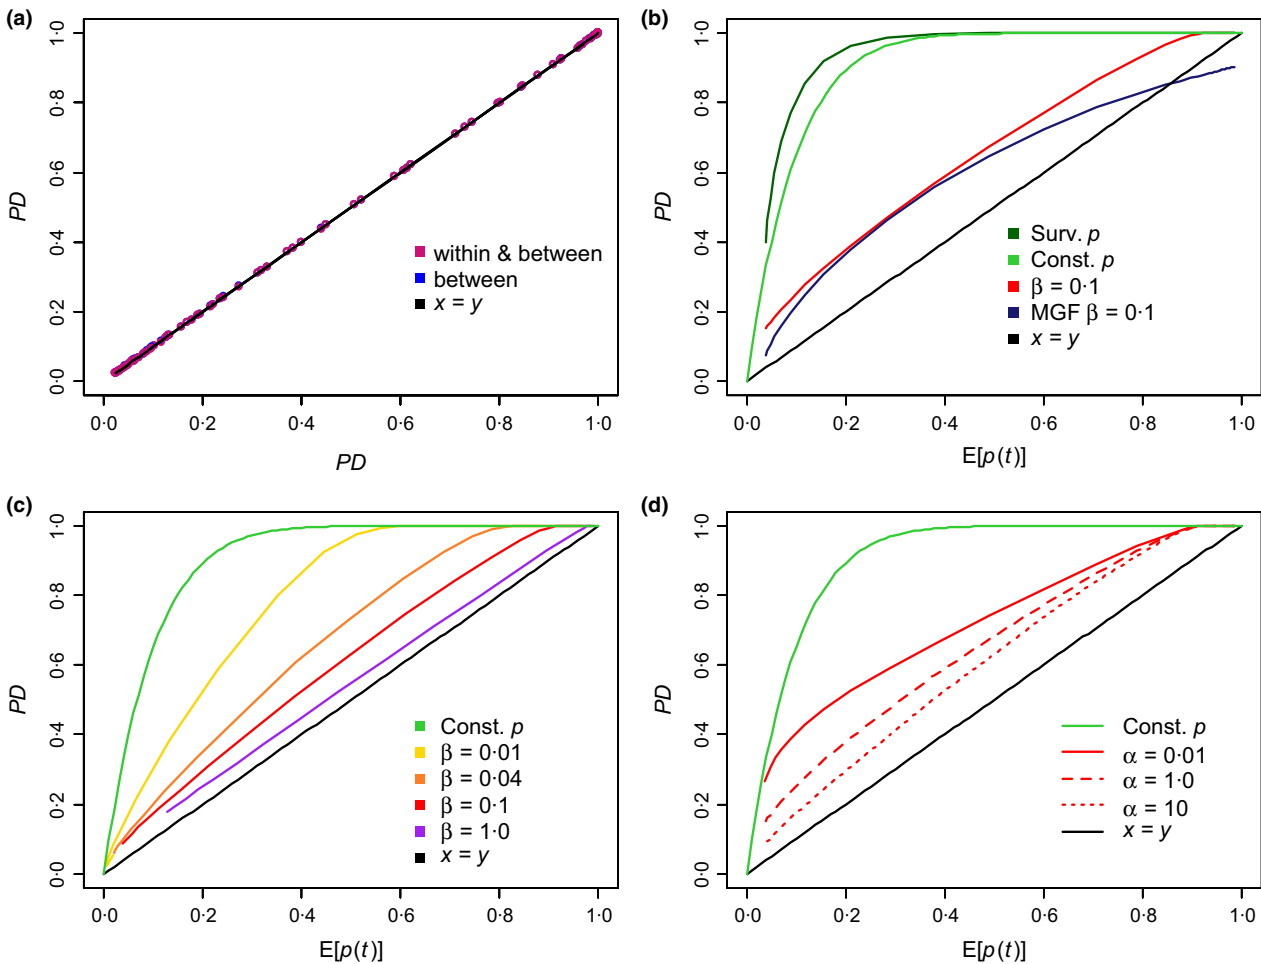 (a)
1·0
0·8
0·6
0·4
0·2
0·0
PD
within & between
between
x = y
0·0 0·2 0·4 0·6 0·8 1·0
PD
(b)
1·0
0·8
0·6
0·4
0·2
0·0
PD
Surv. p
Const. p
β = 0·1
MGF β = 0·1
x = y
0·0 0·2 0·4 0·6 0·8 1·0
E[p(t)]
(c)
1·0
0·8
0·6
0·4
0·2
0·0
PD
Const. p
β = 0·01
β = 0·04
β = 0·1
β = 1·0
x = y
0·0 0·2 0·4 0·6 0·8 1·0
E[p(t)]
(d)
1·0
0·8
0·6
0·4
0·2
0·0
PD
Const. p
α = 0·01
α = 1·0
α = 10
x = y
0·0 0·2 0·4 0·6 0·8 1·0
E[p(t)]